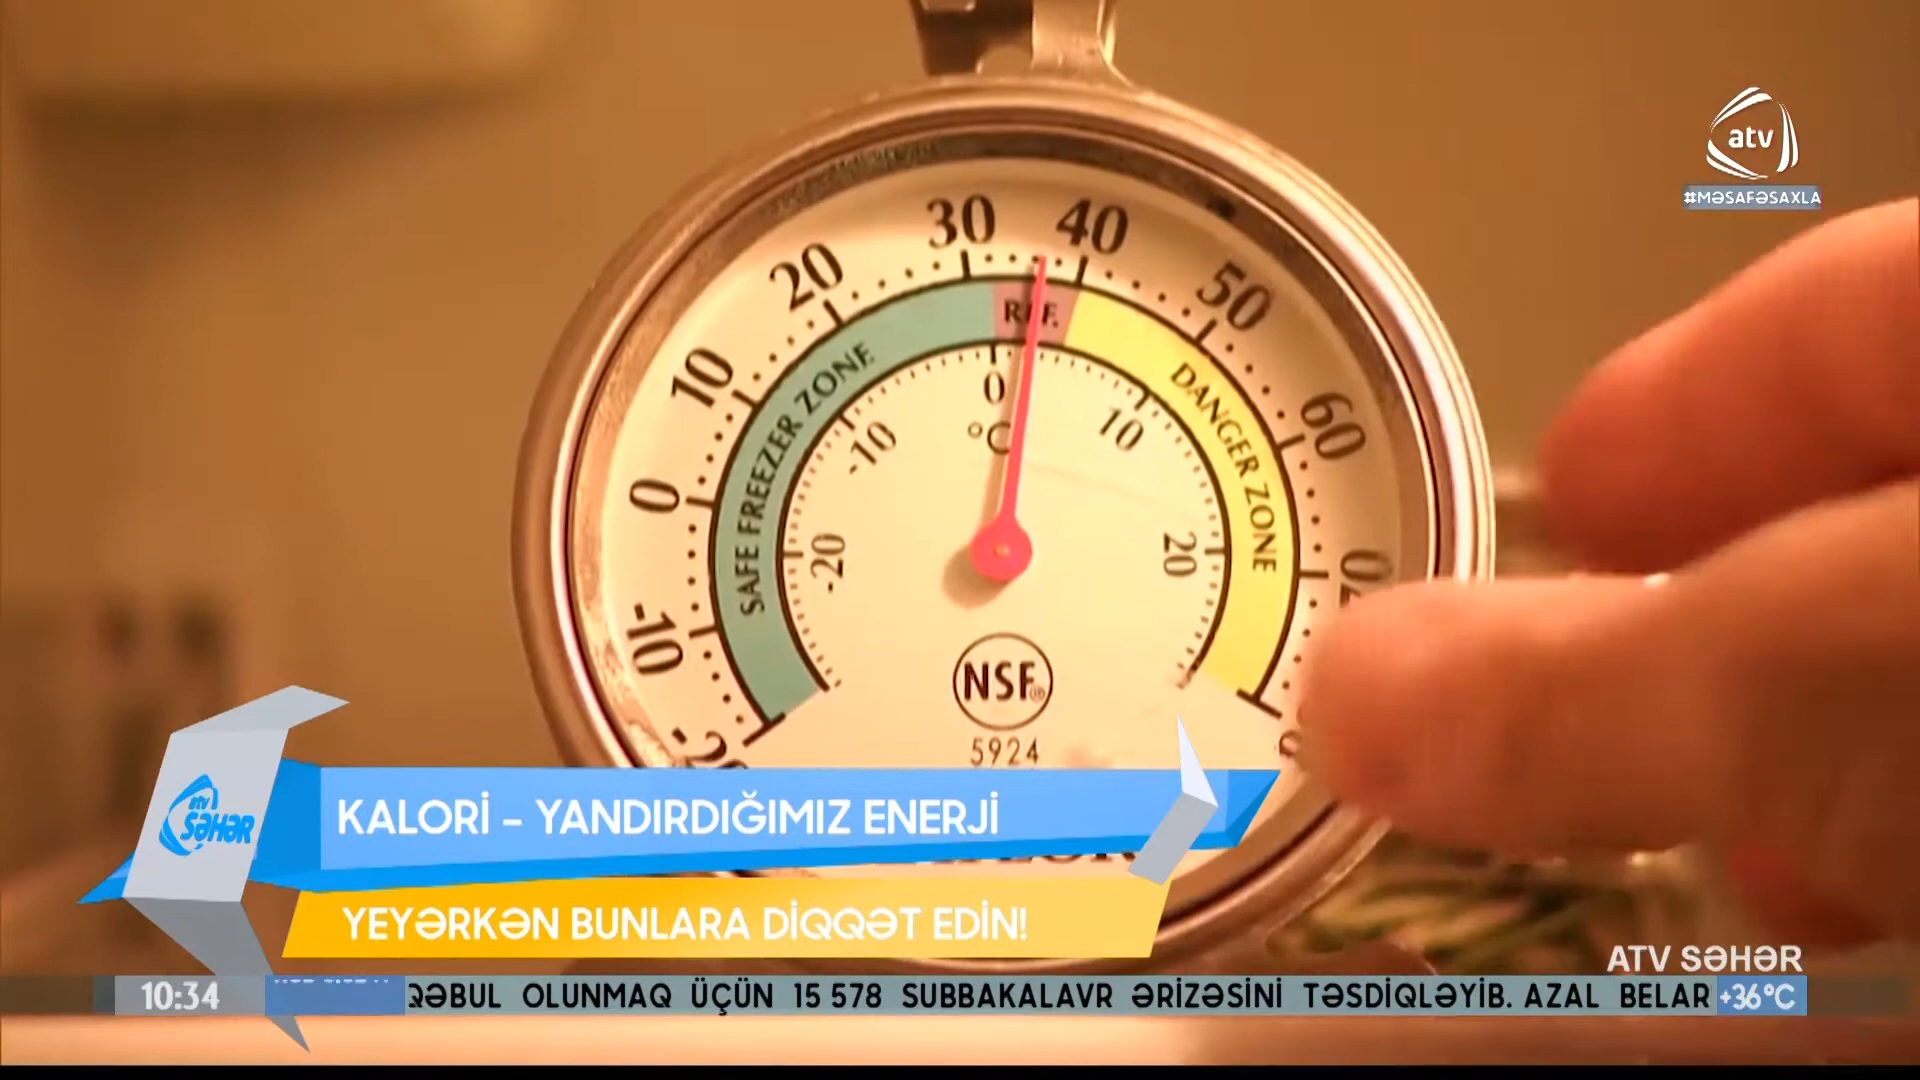 atv
#MƏSAFƏSAXLA
30 40
20 50
10 60
0 70
-10
-20
REF.
SAFE FREEZER ZONE
DANGER ZONE
0
°C
-10 10
-20 20
NSF
5924
atv SƏHƏR
KALORİ – YANDIRDIĞIMIZ ENERJİ
YEYƏRKƏN BUNLARA DİQQƏT EDİN!
ATV SƏHƏR
10:34
QƏBUL OLUNMAQ ÜÇÜN 15 578 SUBBAKALAVR ƏRİZƏSİNİ TƏSDİQLƏYİB. AZAL BELAR
+36°C